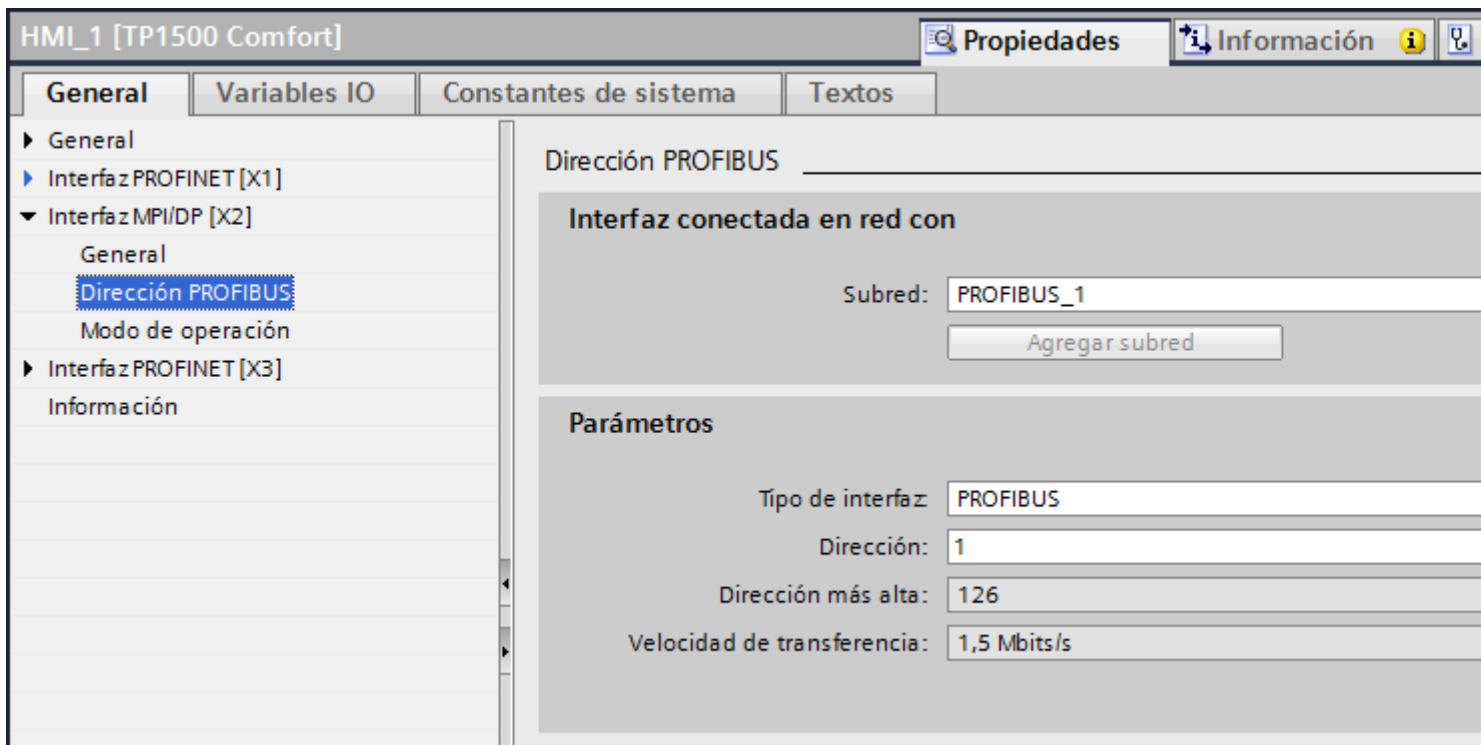 HMI_1 [TP1500 Comfort]
Propiedades
Información
General
Variables IO
Constantes de sistema
Textos
General
Interfaz PROFINET [X1]
Interfaz MPI/DP [X2]
General
Dirección PROFIBUS
Modo de operación
Interfaz PROFINET [X3]
Información
Dirección PROFIBUS
Interfaz conectada en red con
Subred: PROFIBUS_1
Agregar subred
Parámetros
Tipo de interfaz PROFIBUS
Dirección: 1
Dirección más alta: 126
Velocidad de transferencia: 1,5 Mbits/s